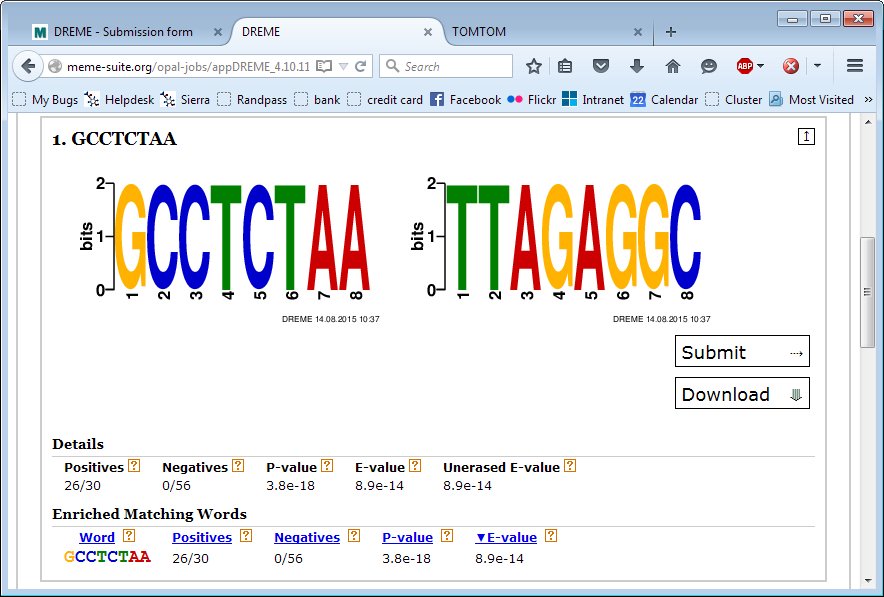 DREME - Submission form
DREME
TOMTOM
meme-suite.org/opal-jobs/appDREME_4.10.11
Search
ABP
My Bugs Helpdesk Sierra Randpass bank credit card Facebook Flickr Intranet 22 Calendar Cluster Most Visited »
1. GCCTCTAA
↕
2 1 0 bits
GCCTCTAA
1 2 3 4 5 6 7 8
DREME 14.08.2015 10:37
2 1 0 bits
TTAGAGGC
1 2 3 4 5 6 7 8
DREME 14.08.2015 10:37
Submit ⇢
Download ⤋
Details
Positives ? Negatives ? P-value ? E-value ? Unerased E-value ?
26/30 0/56 3.8e-18 8.9e-14 8.9e-14
Enriched Matching Words
Word ? Positives ? Negatives ? P-value ? ▼E-value ?
GCCTCTAA 26/30 0/56 3.8e-18 8.9e-14